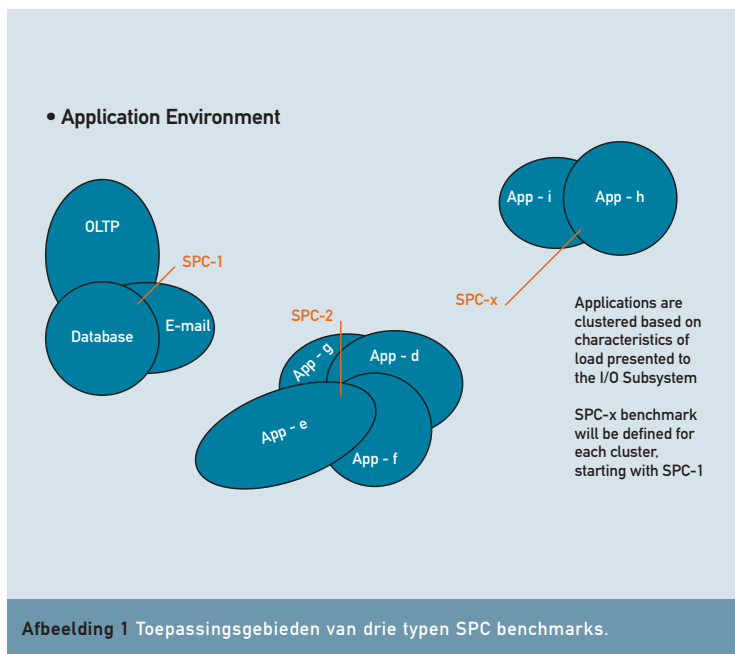 • Application Environment
OLTP
SPC-1
Database
E-mail
SPC-2
App - g
App - d
App - e
App - f
App - i
App - h
SPC-x
Applications are
clustered based on
characteristics of
load presented to
the I/O Subsystem
SPC-x benchmark
will be defined for
each cluster,
starting with SPC-1
Afbeelding 1 Toepassingsgebieden van drie typen SPC benchmarks.